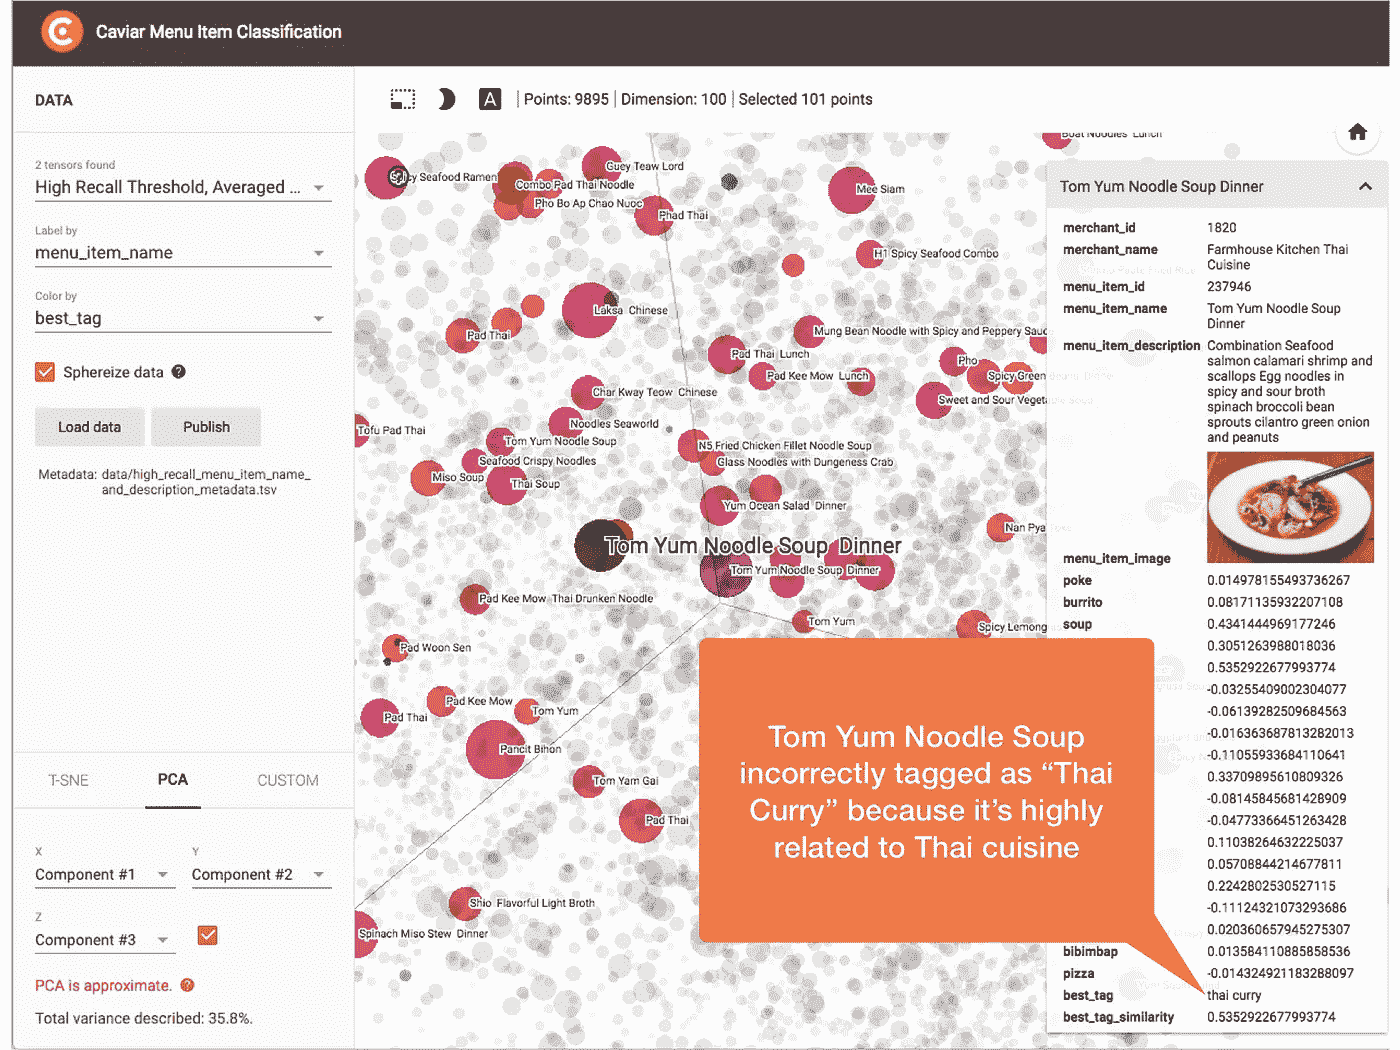 Caviar Menu Item Classification
DATA
2 tensors found
High Recall Threshold, Averaged ...
Label by
menu_item_name
Color by
best_tag
Sphereize data
Load data
Publish
Metadata: data/high_recall_menu_item_name_
and_description_metadata.tsv
T-SNE
PCA
CUSTOM
X
Component #1
Y
Component #2
Z
Component #3
PCA is approximate.
Total variance described: 35.8%.
A
Points: 9895 | Dimension: 100 | Selected 101 points
Boat Noodles Lunch
Guey Teaw Lord
Spicy Seafood Ramen
Combo Pad Thai Noodle
Mee Siam
Pho Bo Ap Chao Nuoc
Phad Thai
H1 Spicy Seafood Combo
Laksa Chinese
Pad Thai
Mung Bean Noodle with Spicy and Peppery Sauc
Pad Thai Lunch
Pho
Pad Kee Mow Lunch
Spicy Green
Char Kway Teow Chinese
Sweet and Sour Vegeta
Noodles Seaworld
Tofu Pad Thai
Tom Yum Noodle Soup
N5 Fried Chicken Fillet Noodle Soup
Seafood Crispy Noodles
Glass Noodles with Dungeness Crab
Miso Soup
Thai Soup
Yum Ocean Salad Dinner
Nan Pya
Tom Yum Noodle Soup Dinner
Tom Yum Noodle Soup Dinner
Pad Kee Mow Thai Drunken Noodle
Tom Yum
Spicy Lemong
Pad Woon Sen
Pad Kee Mow
Tom Yum
Pad Thai
Pancit Bihon
Tom Yam Gai
Pad Thai
Shio Flavorful Light Broth
Spinach Miso Stew Dinner
Tom Yum Noodle Soup
incorrectly tagged as “Thai
Curry” because it’s highly
related to Thai cuisine
Tom Yum Noodle Soup Dinner
merchant_id 1820
merchant_name Farmhouse Kitchen Thai
Cuisine
menu_item_id 237946
menu_item_name Tom Yum Noodle Soup
Dinner
menu_item_description Combination Seafood
salmon calamari shrimp and
scallops Egg noodles in
spicy and sour broth
spinach broccoli bean
sprouts cilantro green onion
and peanuts
menu_item_image
poke 0.014978155493736267
burrito 0.08171135932207108
soup 0.4341444969177246
0.3051263988018036
0.5352922677993774
-0.03255409002304077
-0.06139282509684563
-0.016363687813282013
-0.11055933684110641
0.33709895610809326
-0.08145845681428909
-0.04773366451263428
0.11038264632225037
0.05708844214677811
0.2242802530527115
-0.11124321073293686
0.020360657945275307
bibimbap 0.013584110885858536
pizza -0.014324921183288097
best_tag thai curry
best_tag_similarity 0.5352922677993774